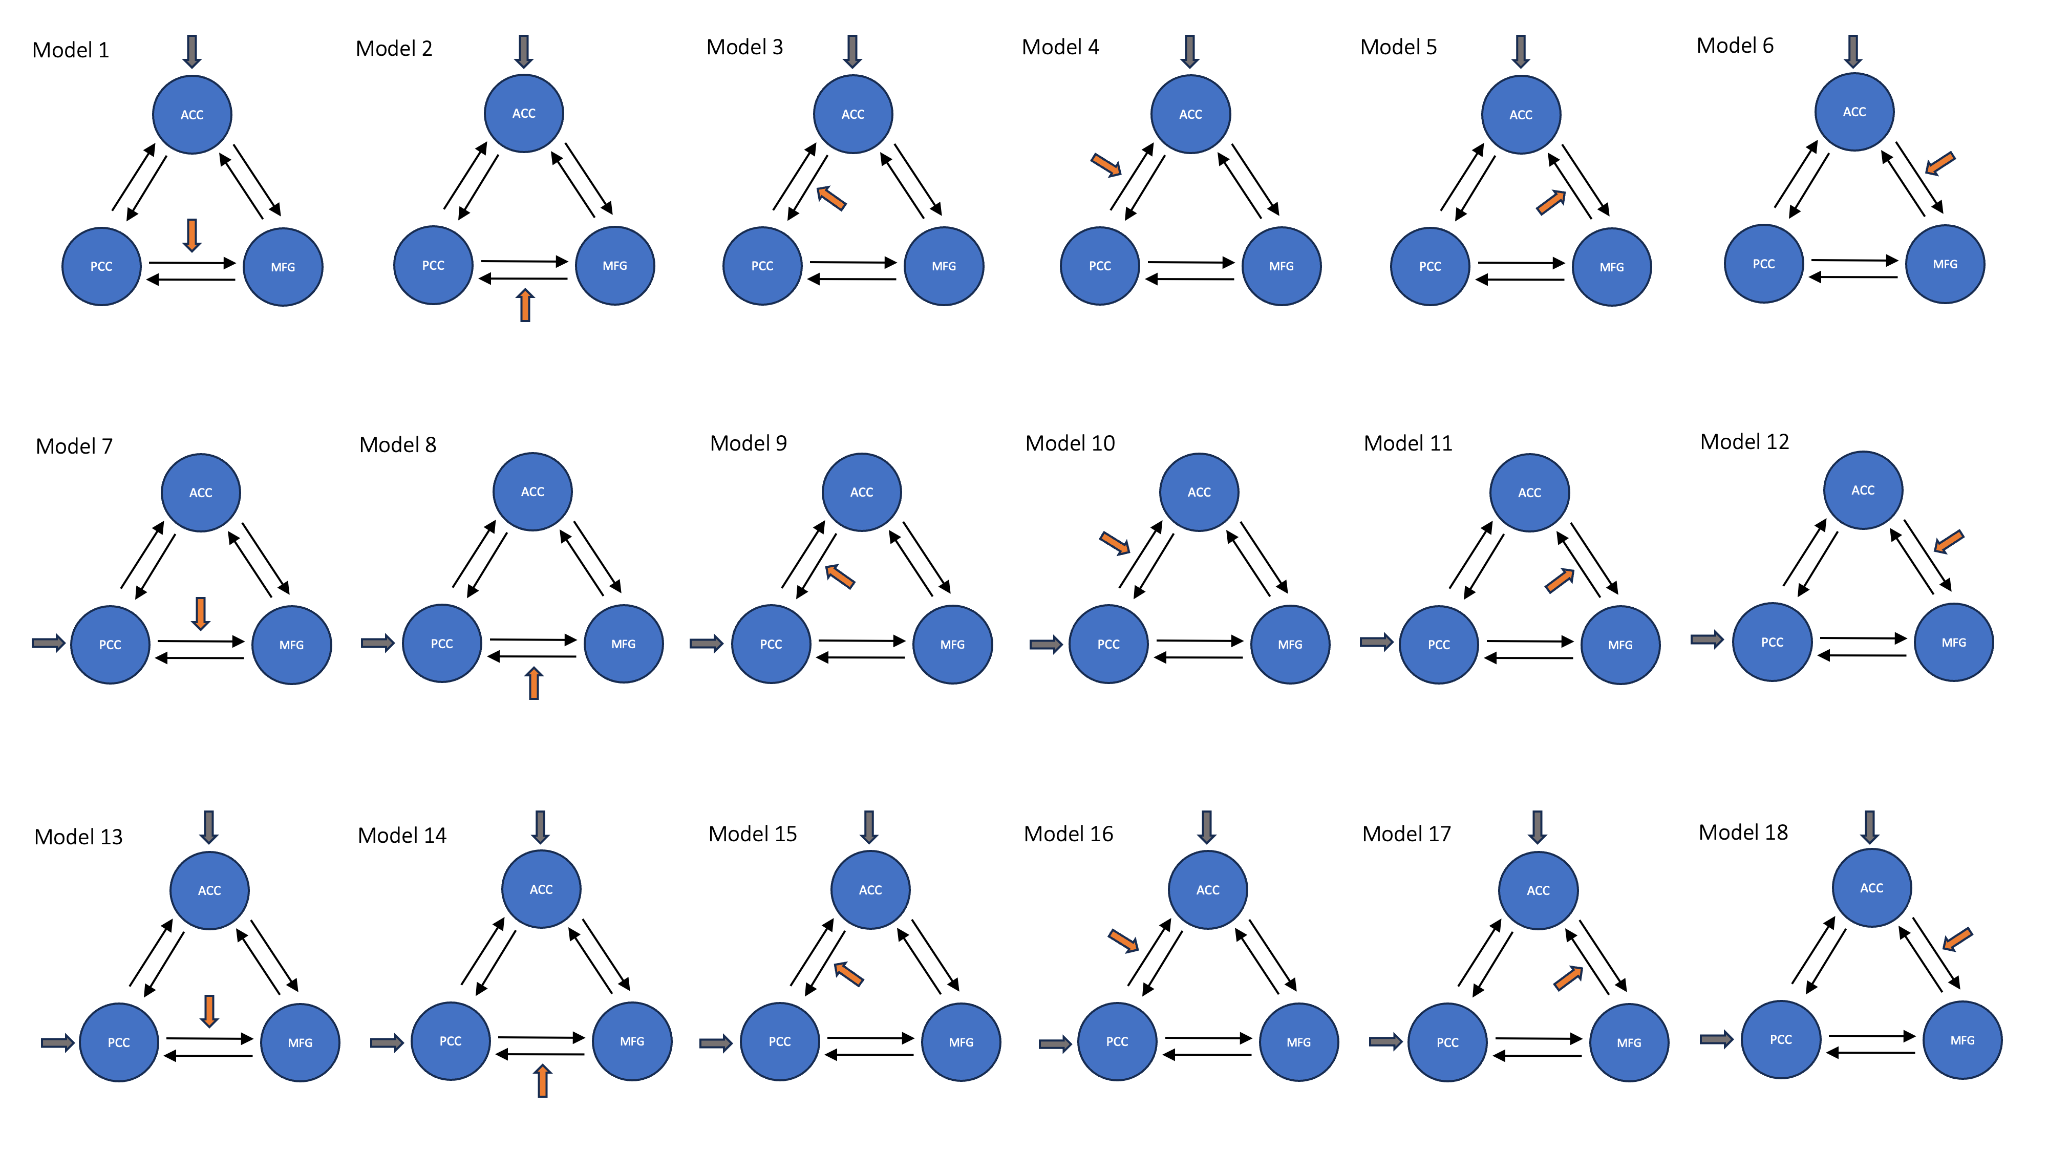 Model 1
Model 2
Model 3
Model 4
Model 5
Model 6
ACC
ACC
ACC
ACC
ACC
ACC
PCC
MFG
PCC
MFG
PCC
MFG
PCC
MFG
PCC
MFG
PCC
MFG
Model 7
Model 8
Model 9
Model 10
Model 11
Model 12
ACC
ACC
ACC
ACC
ACC
ACC
PCC
MFG
PCC
MFG
PCC
MFG
PCC
MFG
PCC
MFG
PCC
MFG
Model 13
Model 14
Model 15
Model 16
Model 17
Model 18
ACC
ACC
ACC
ACC
ACC
ACC
PCC
MFG
PCC
MFG
PCC
MFG
PCC
MFG
PCC
MFG
PCC
MFG